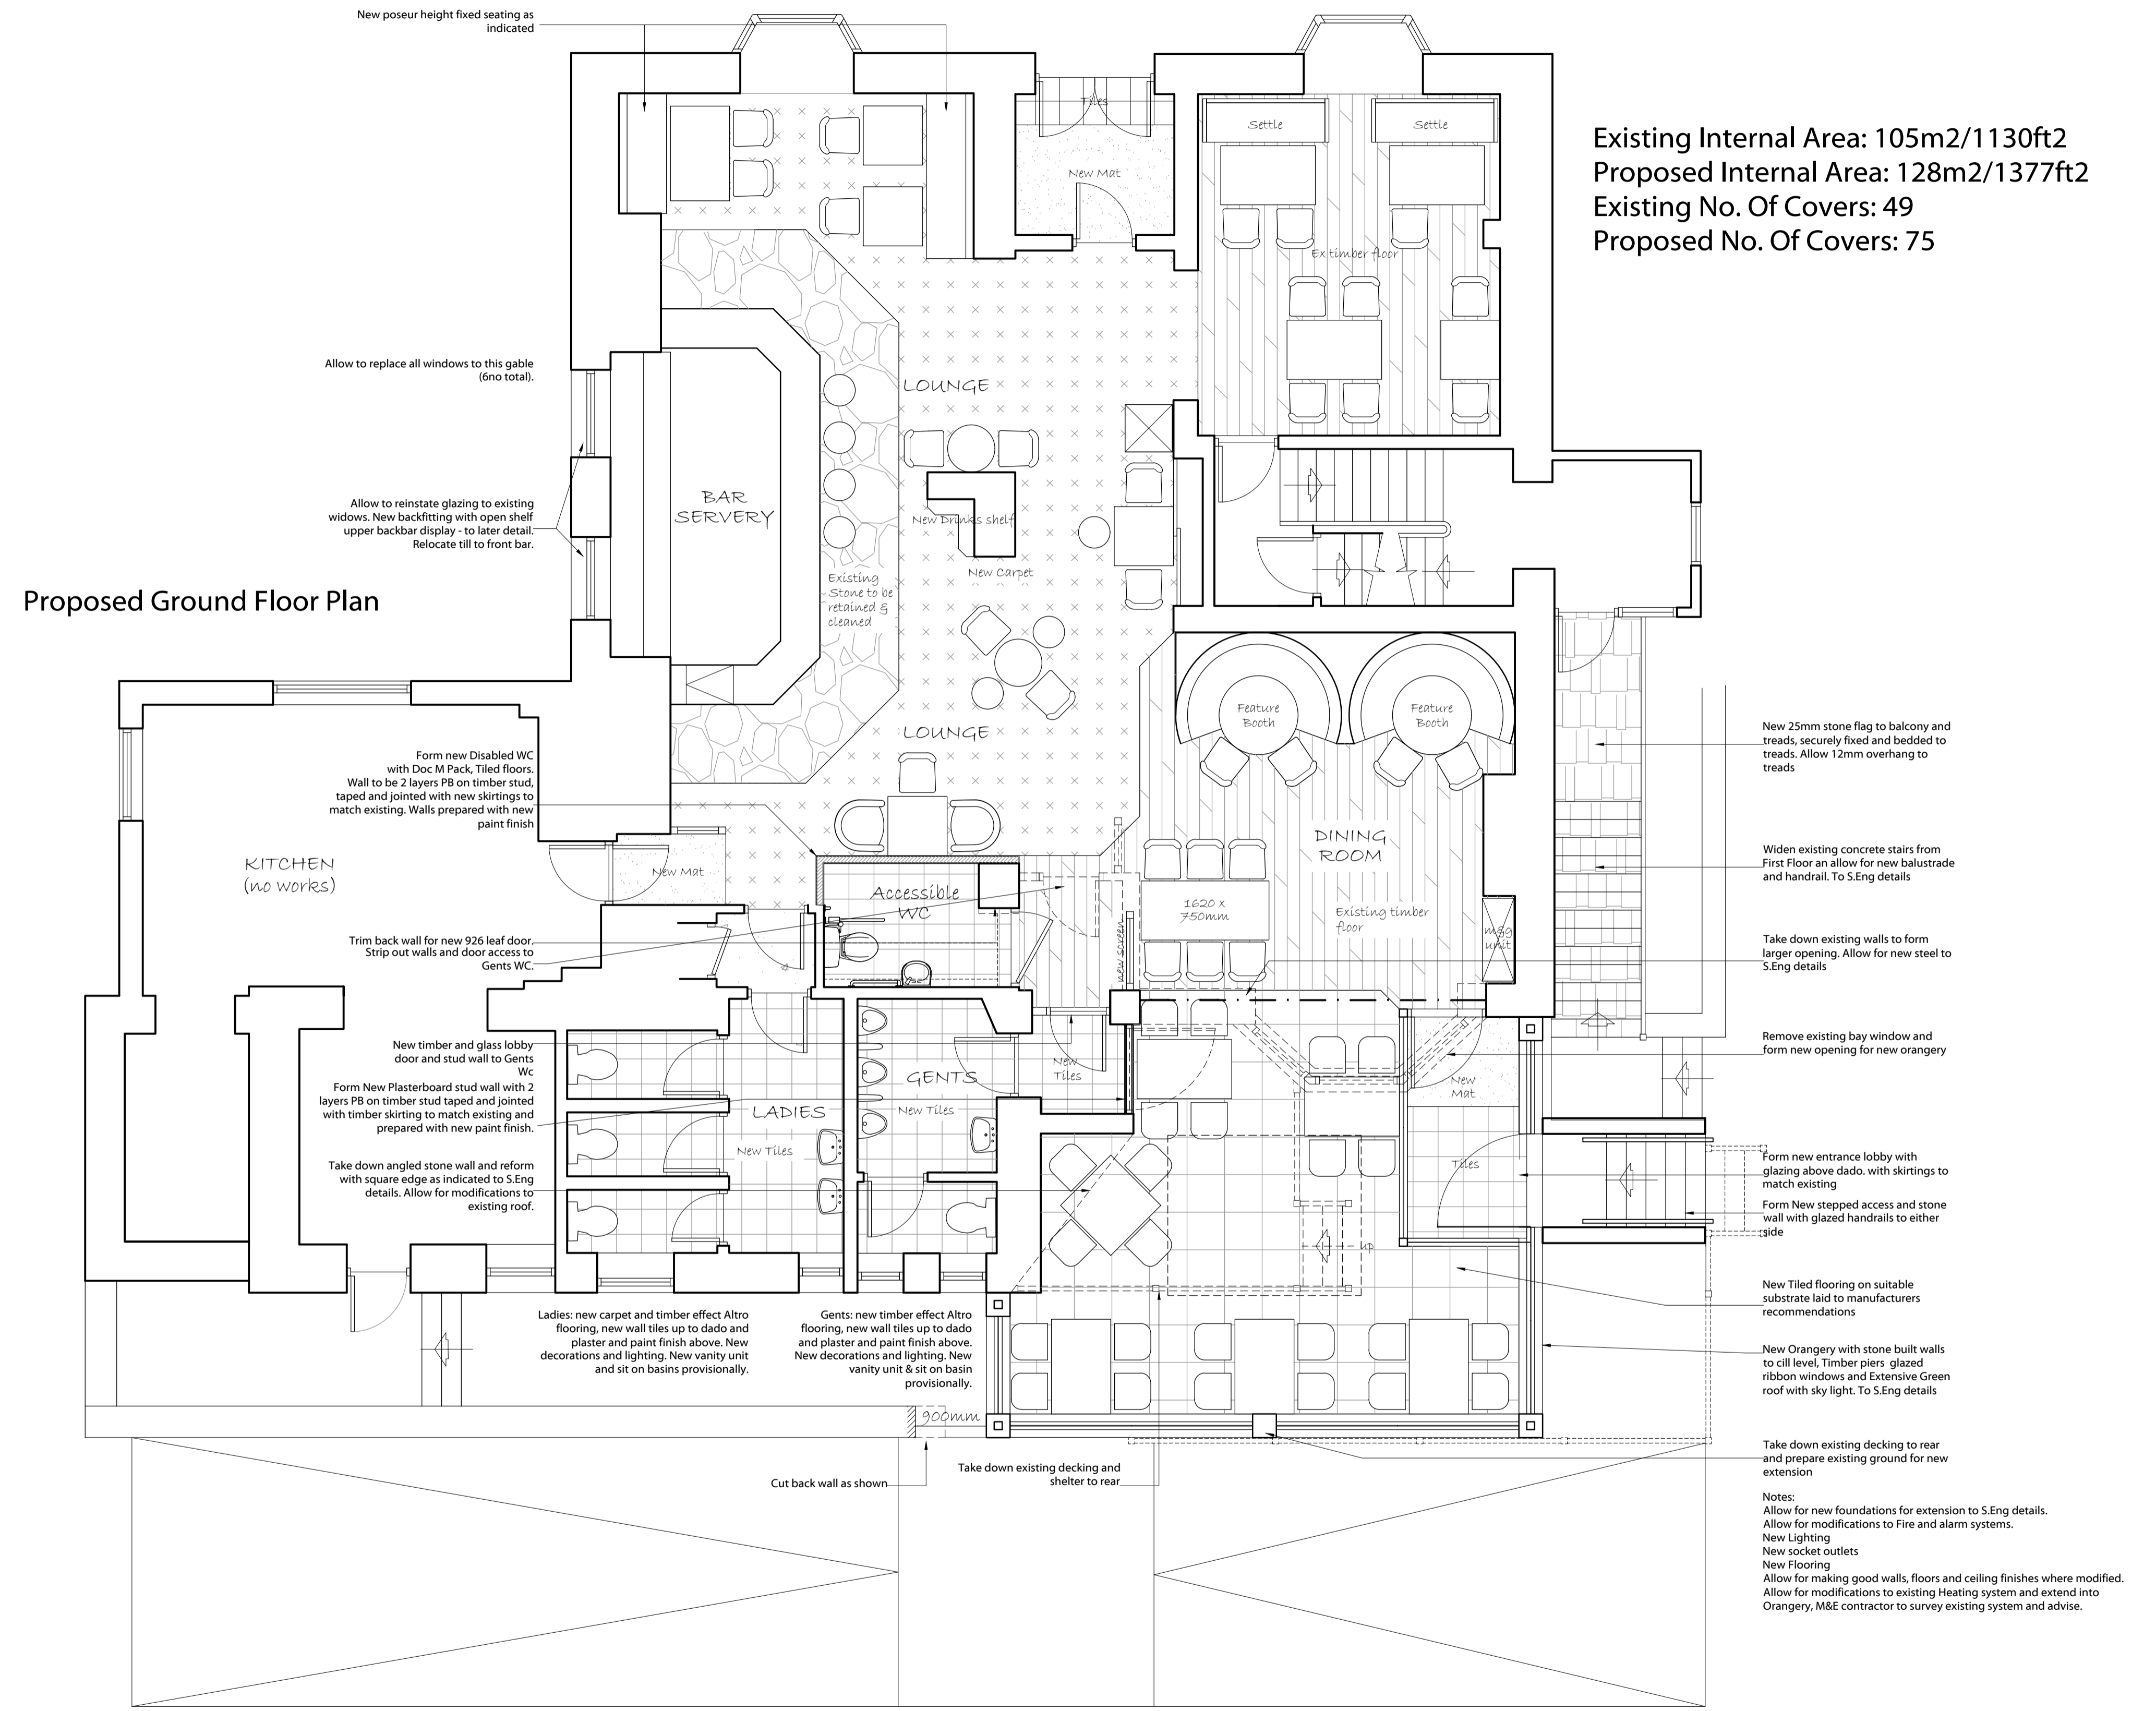 New poseur height fixed seating as
indicated
Tiles
New Mat
Settle
Settle
Ex timber floor
Existing Internal Area: 105m2/1130ft2
Proposed Internal Area: 128m2/1377ft2
Existing No. Of Covers: 49
Proposed No. Of Covers: 75
Allow to replace all windows to this gable
(6no total).
LOUNGE
Allow to reinstate glazing to existing
widows. New backfitting with open shelf
upper backbar display - to later detail.
Relocate till to front bar.
BAR
SERVERY
New Drinks shelf
New Carpet
Existing
Stone to be
retained &
cleaned
Proposed Ground Floor Plan
LOUNGE
Feature
Booth
Feature
Booth
New 25mm stone flag to balcony and
treads, securely fixed and bedded to
treads. Allow 12mm overhang to
treads
Form new Disabled WC
with Doc M Pack, Tiled floors.
Wall to be 2 layers PB on timber stud,
taped and jointed with new skirtings to
match existing. Walls prepared with new
paint finish
KITCHEN
(no works)
New Mat
Accessible
WC
DINING
ROOM
1620 x
750mm
Existing timber
floor
m&g
unit
new screen
Widen existing concrete stairs from
First Floor an allow for new balustrade
and handrail. To S.Eng details
Trim back wall for new 926 leaf door.
Strip out walls and door access to
Gents WC.
Take down existing walls to form
larger opening. Allow for new steel to
S.Eng details
New timber and glass lobby
door and stud wall to Gents
Wc
Form New Plasterboard stud wall with 2
layers PB on timber stud taped and jointed
with timber skirting to match existing and
prepared with new paint finish.
Take down angled stone wall and reform
with square edge as indicated to S.Eng
details. Allow for modifications to
existing roof.
LADIES
New Tiles
GENTS
New Tiles
New
Tiles
New
Mat
Tiles
up
Remove existing bay window and
form new opening for new orangery
Form new entrance lobby with
glazing above dado. with skirtings to
match existing
Form New stepped access and stone
wall with glazed handrails to either
side
New Tiled flooring on suitable
substrate laid to manufacturers
recommendations
New Orangery with stone built walls
to cill level, Timber piers glazed
ribbon windows and Extensive Green
roof with sky light. To S.Eng details
Ladies: new carpet and timber effect Altro
flooring, new wall tiles up to dado and
plaster and paint finish above. New
decorations and lighting. New vanity unit
and sit on basins provisionally.
Gents: new timber effect Altro
flooring, new wall tiles up to dado
and plaster and paint finish above.
New decorations and lighting. New
vanity unit & sit on basin
provisionally.
900mm
Cut back wall as shown
Take down existing decking and
shelter to rear
Take down existing decking to rear
and prepare existing ground for new
extension
Notes:
Allow for new foundations for extension to S.Eng details.
Allow for modifications to Fire and alarm systems.
New Lighting
New socket outlets
New Flooring
Allow for making good walls, floors and ceiling finishes where modified.
Allow for modifications to existing Heating system and extend into
Orangery, M&E contractor to survey existing system and advise.